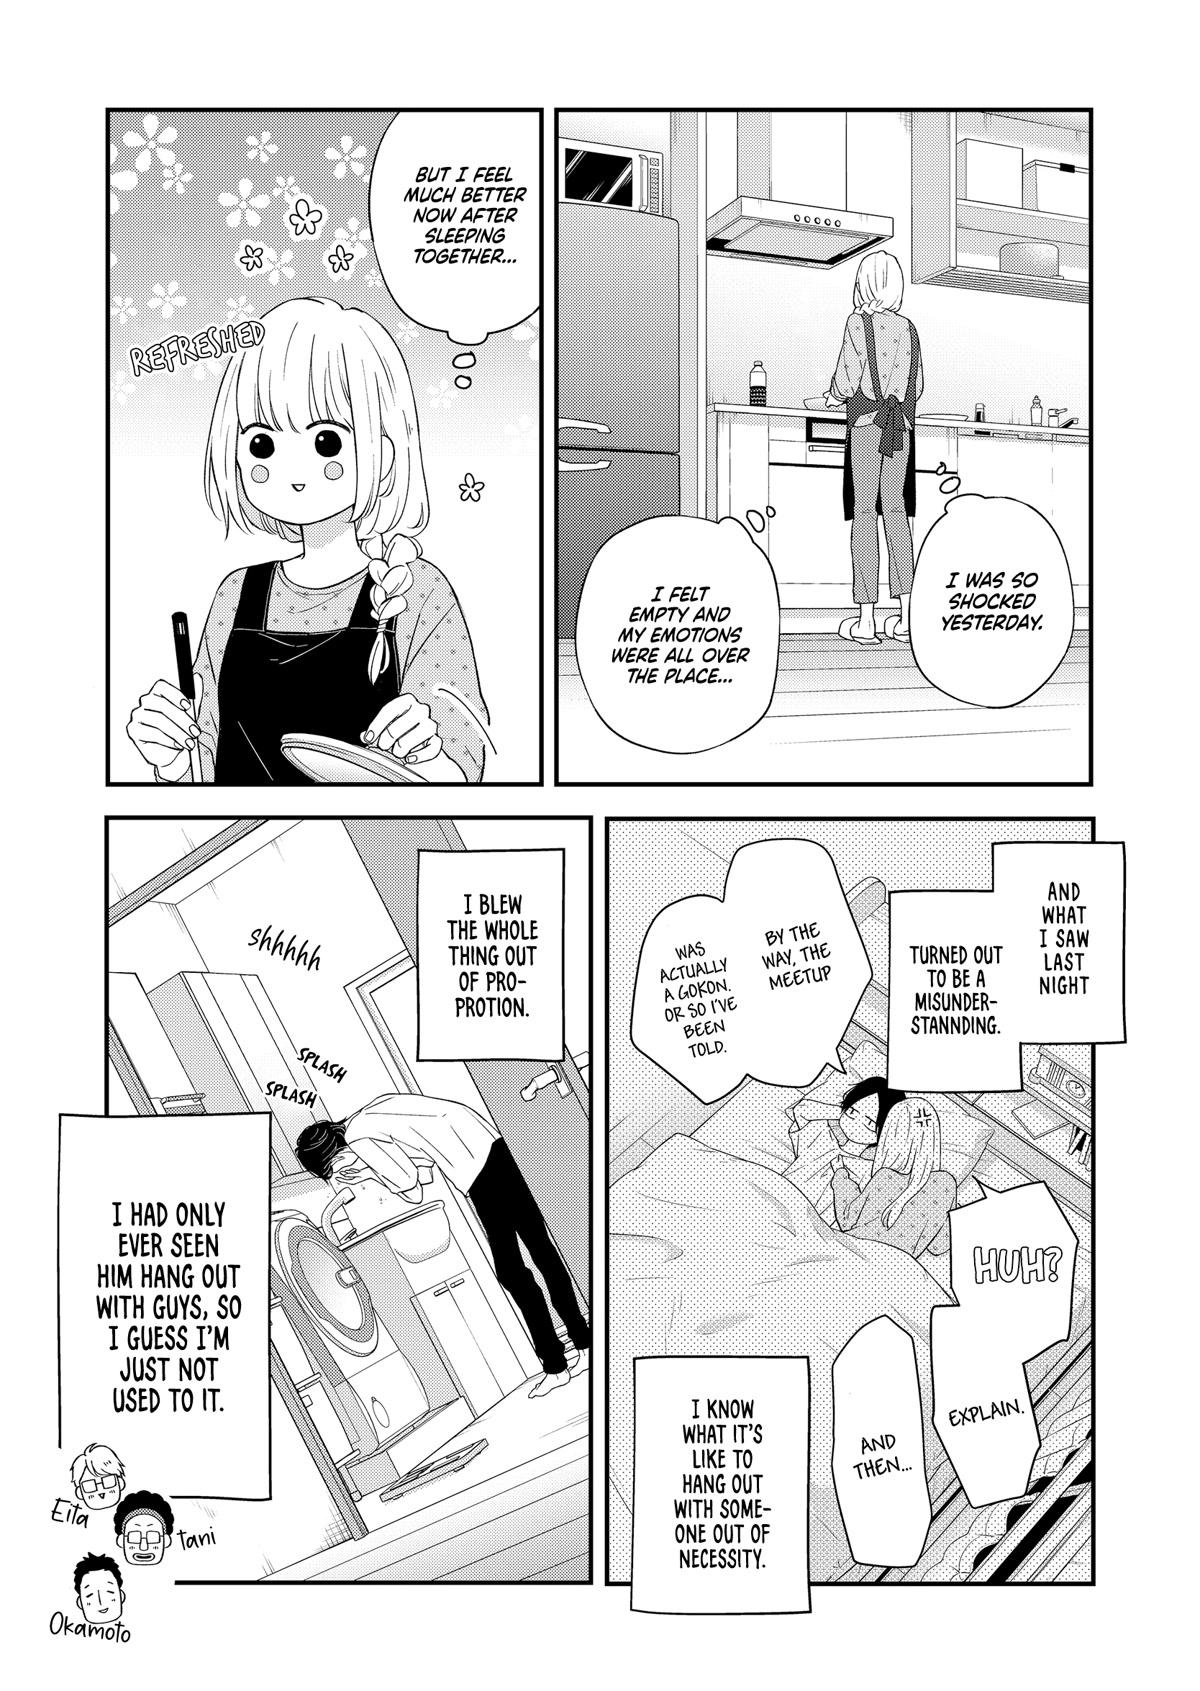 I WAS SO
SHOCKED
YESTERDAY.
I FELT
EMPTY AND
MY EMOTIONS
WERE ALL OVER
THE PLACE...
BUT I FEEL
MUCH BETTER
NOW AFTER
SLEEPING
TOGETHER...
REFRESHED
AND
WHAT
I SAW
LAST
NIGHT
TURNED OUT
TO BE A
MISUNDER-
STANNDING.
BY THE
WAY, THE
MEETUP
WAS
ACTUALLY
A GOKON.
OR SO I'VE
BEEN
TOLD.
HUH?
EXPLAIN.
AND
THEN...
I KNOW
WHAT IT'S
LIKE TO
HANG OUT
WITH SOME-
ONE OUT OF
NECESSITY.
I BLEW
THE WHOLE
THING OUT
OF PRO-
PROTION.
Shhhhh
SPLASH
SPLASH
I HAD ONLY
EVER SEEN
HIM HANG OUT
WITH GUYS, SO
I GUESS I'M
JUST NOT
USED TO IT.
Eita
tani
Okamoto